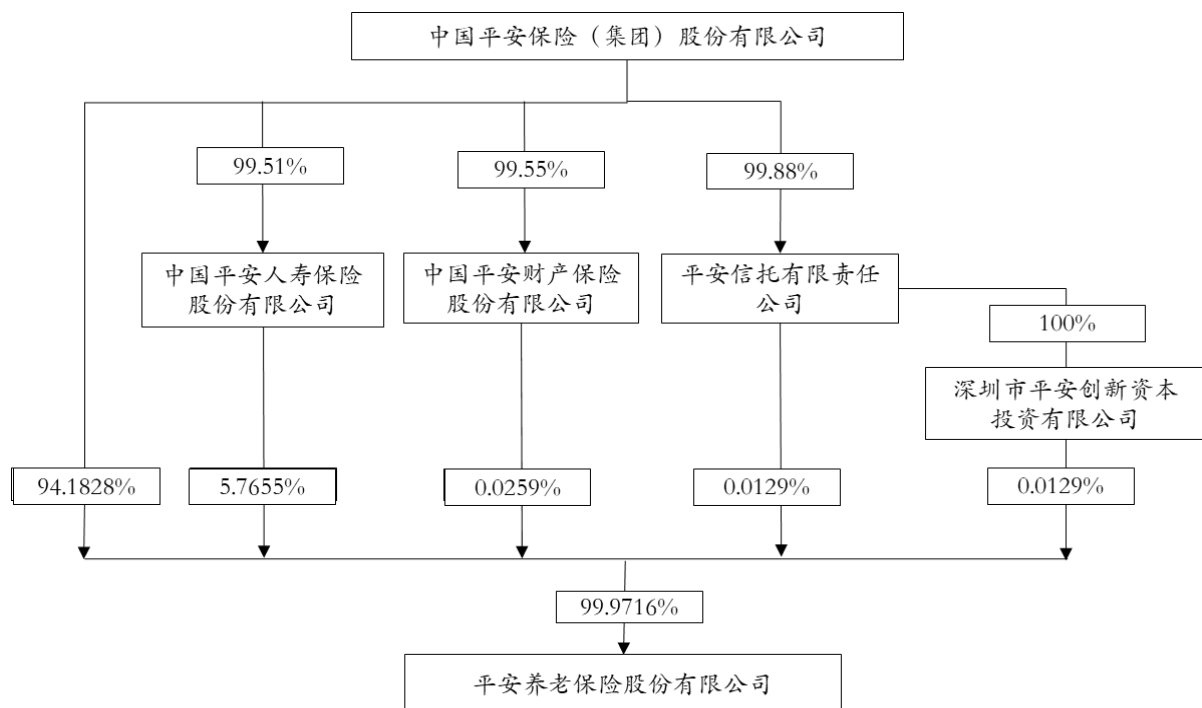 中国平安保险（集团）股份有限公司
99.51%
99.55%
99.88%
中国平安人寿保险
股份有限公司
中国平安财产保险
股份有限公司
平安信托有限责任
公司
100%
深圳市平安创新资本
投资有限公司
94.1828%
5.7655%
0.0259%
0.0129%
0.0129%
99.9716%
平安养老保险股份有限公司